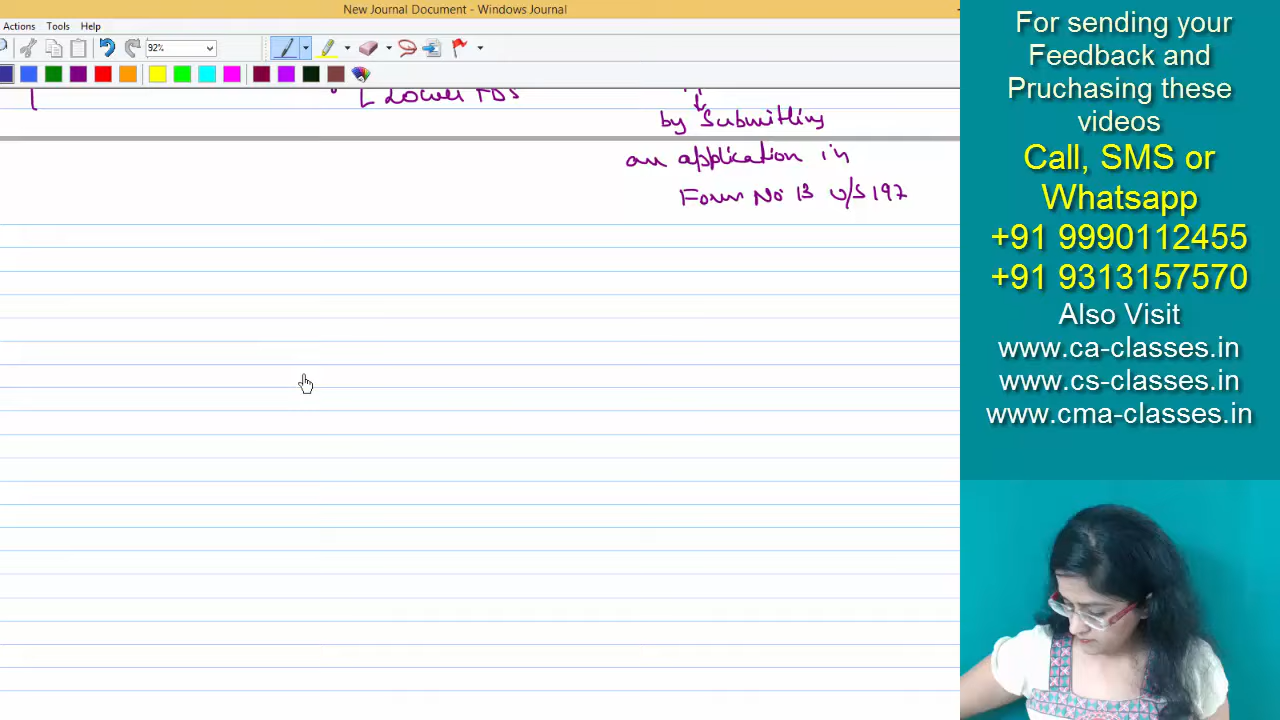 New Journal Document - Windows Journal
Actions Tools Help
92%
Lower TDS
by Submitting
an application in
Form No 13 U/S 197
For sending your
Feedback and
Pruchasing these
videos
Call, SMS or
Whatsapp
+91 9990112455
+91 9313157570
Also Visit
www.ca-classes.in
www.cs-classes.in
www.cma-classes.in